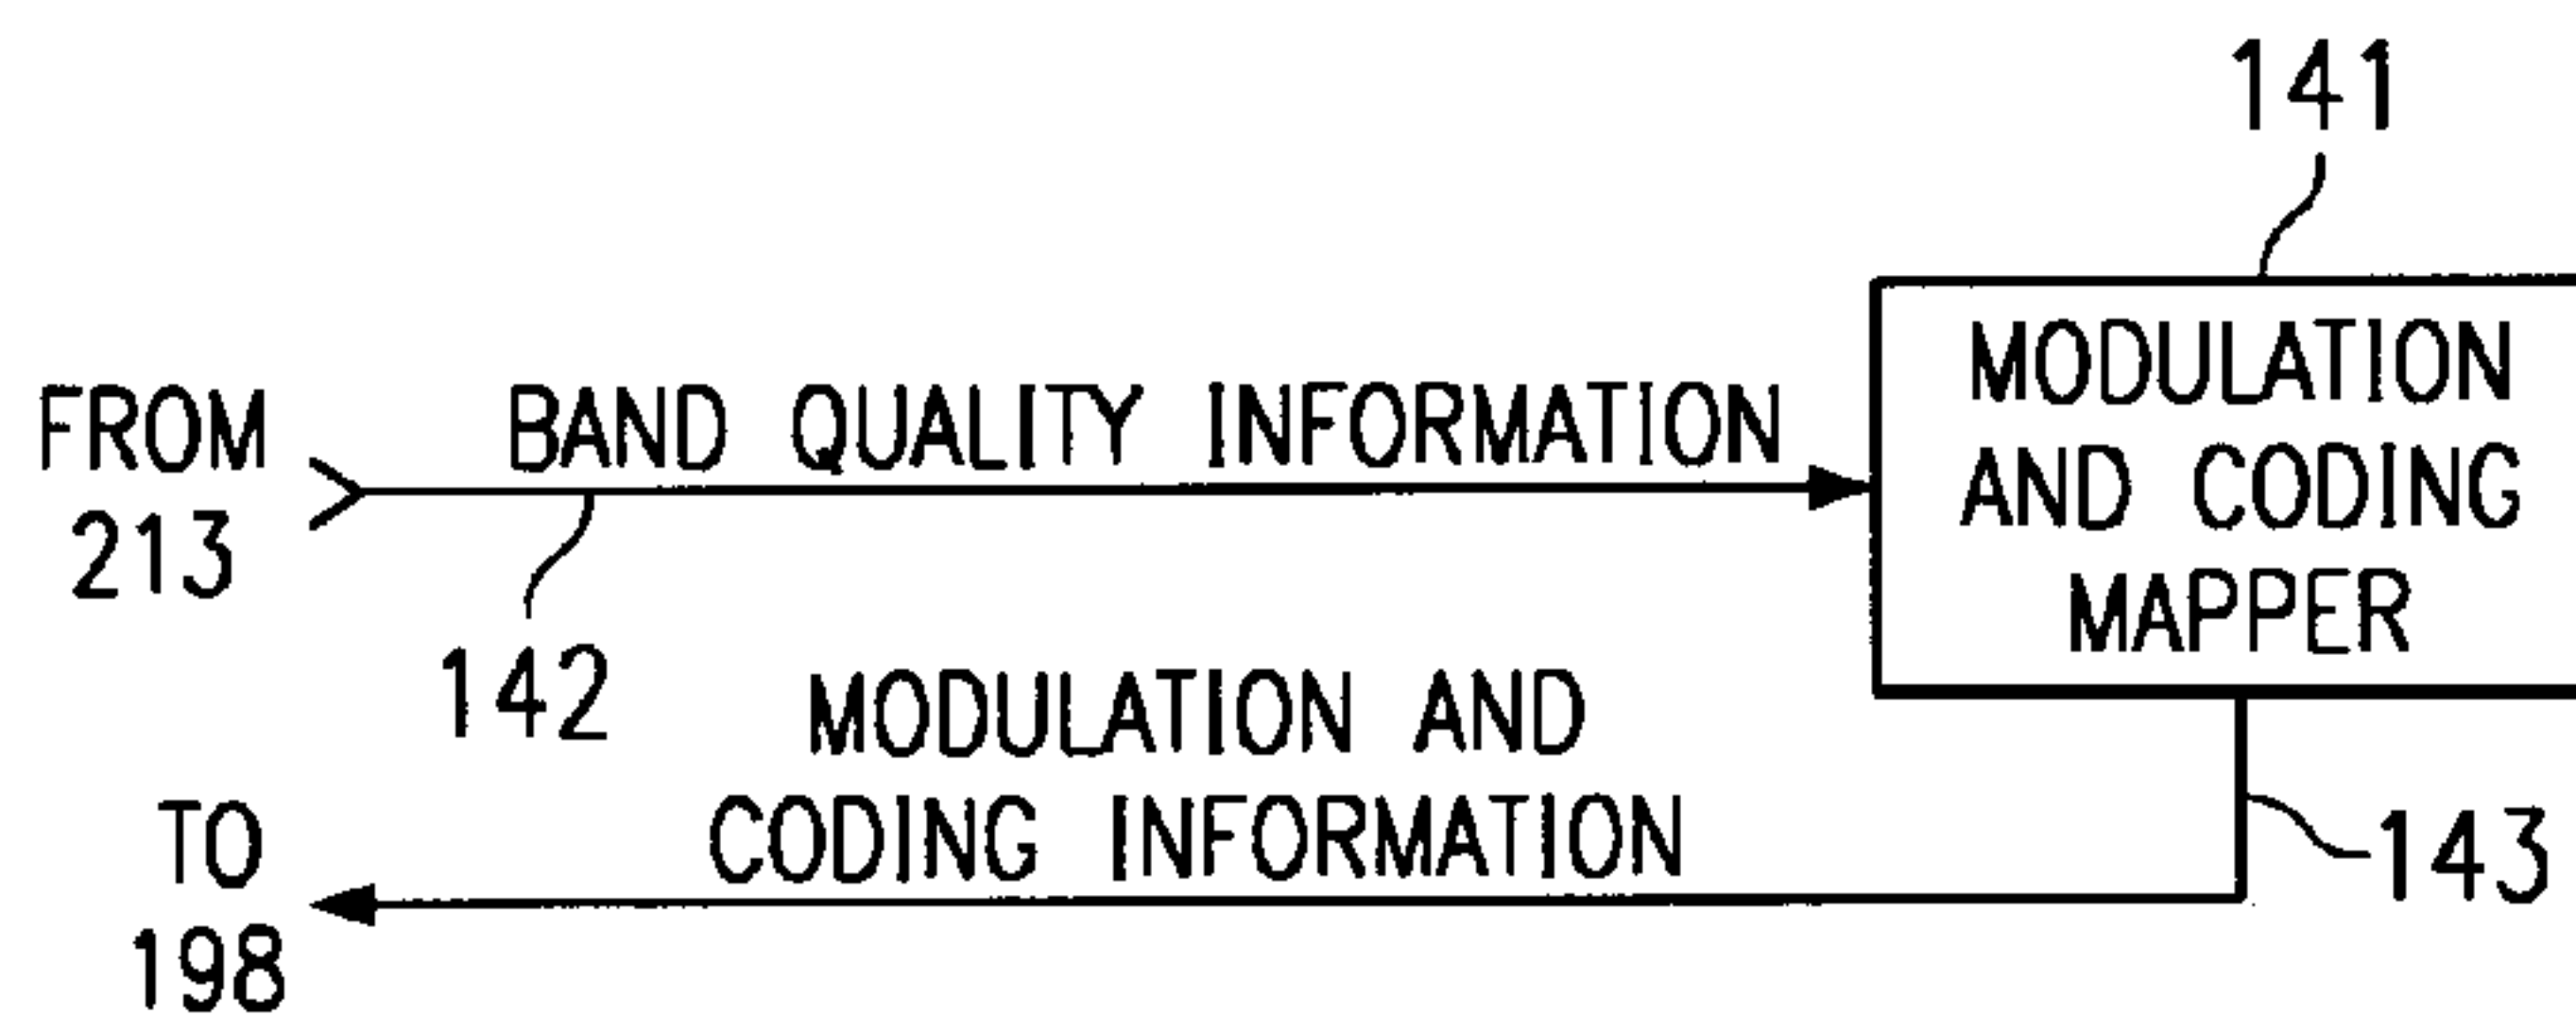 141
FROM
213
BAND QUALITY INFORMATION
142
MODULATION
AND CODING
MAPPER
MODULATION AND
CODING INFORMATION
143
TO
198